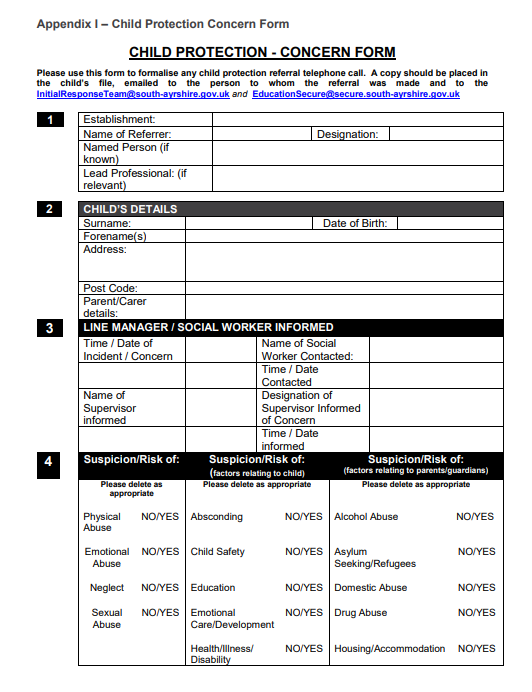 Appendix I – Child Protection Concern Form
CHILD PROTECTION - CONCERN FORM
Please use this form to formalise any child protection referral telephone call. A copy should be placed in
the child's file, emailed to the person to whom the referral was made and to the
InitialResponseTeam@south-ayrshire.gov.uk and EducationSecure@secure.south-ayrshire.gov.uk
1
Establishment:
Name of Referrer: Designation:
Named Person (if
known)
Lead Professional: (if
relevant)
2 CHILD'S DETAILS
Surname: Date of Birth:
Forename(s)
Address:
Post Code:
Parent/Carer
details:
3 LINE MANAGER / SOCIAL WORKER INFORMED
Time / Date of
Incident / Concern
Name of Social
Worker Contacted:
Time / Date
Contacted
Name of
Supervisor
informed
Designation of
Supervisor Informed
of Concern
Time / Date
informed
4
Suspicion/Risk of:
Please delete as
appropriate
Physical NO/YES
Abuse
Emotional NO/YES
Abuse
Neglect NO/YES
Sexual NO/YES
Abuse
Suspicion/Risk of:
(factors relating to child)
Please delete as appropriate
Absconding NO/YES
Child Safety NO/YES
Education NO/YES
Emotional NO/YES
Care/Development
Health/Illness/ NO/YES
Disability
Suspicion/Risk of:
(factors relating to parents/guardians)
Please delete as appropriate
Alcohol Abuse NO/YES
Asylum NO/YES
Seeking/Refugees
Domestic Abuse NO/YES
Drug Abuse NO/YES
Housing/Accommodation NO/YES